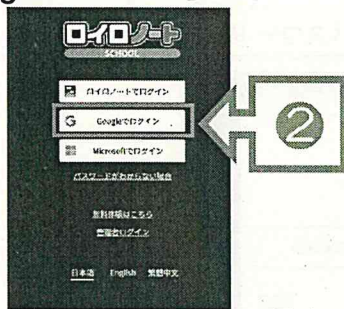 ロイロノート
SCHOOL
ロイロノートでログイン
Googleでログイン
Microsoftでログイン
パスワードがわからない場合
無料体験はこちら
管理者ログイン
日本語 English 繁體中文
2